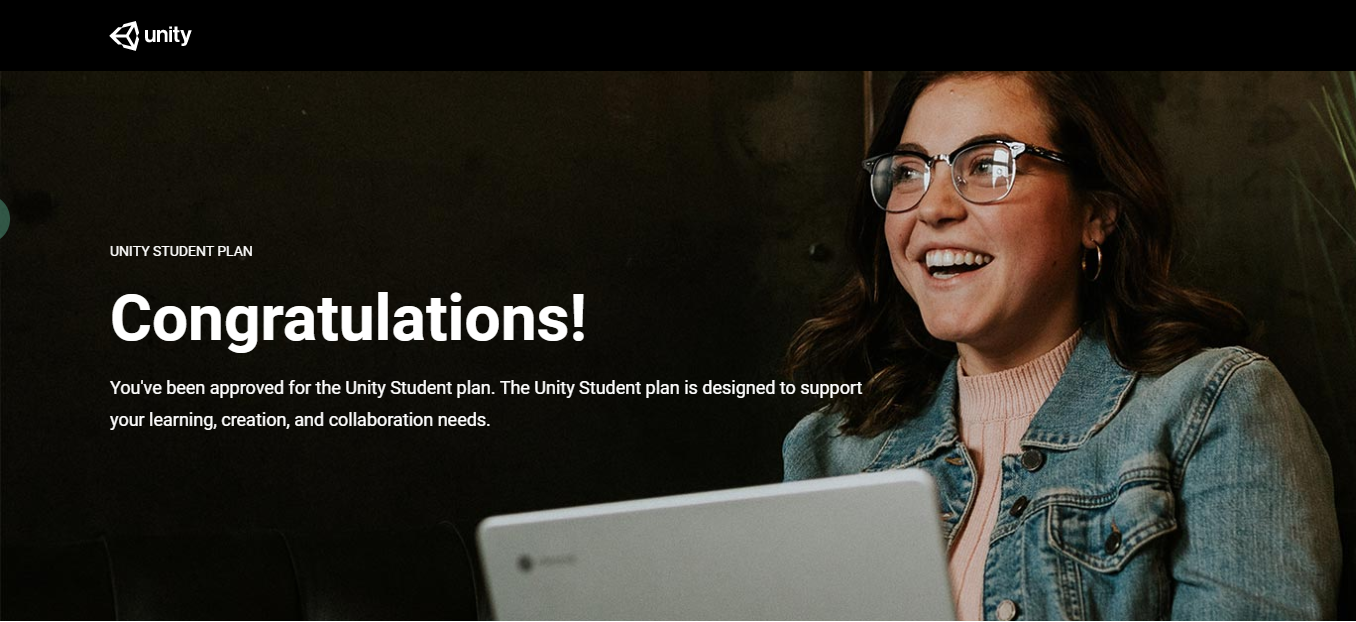 unity
UNITY STUDENT PLAN
Congratulations!
You've been approved for the Unity Student plan. The Unity Student plan is designed to support
your learning, creation, and collaboration needs.